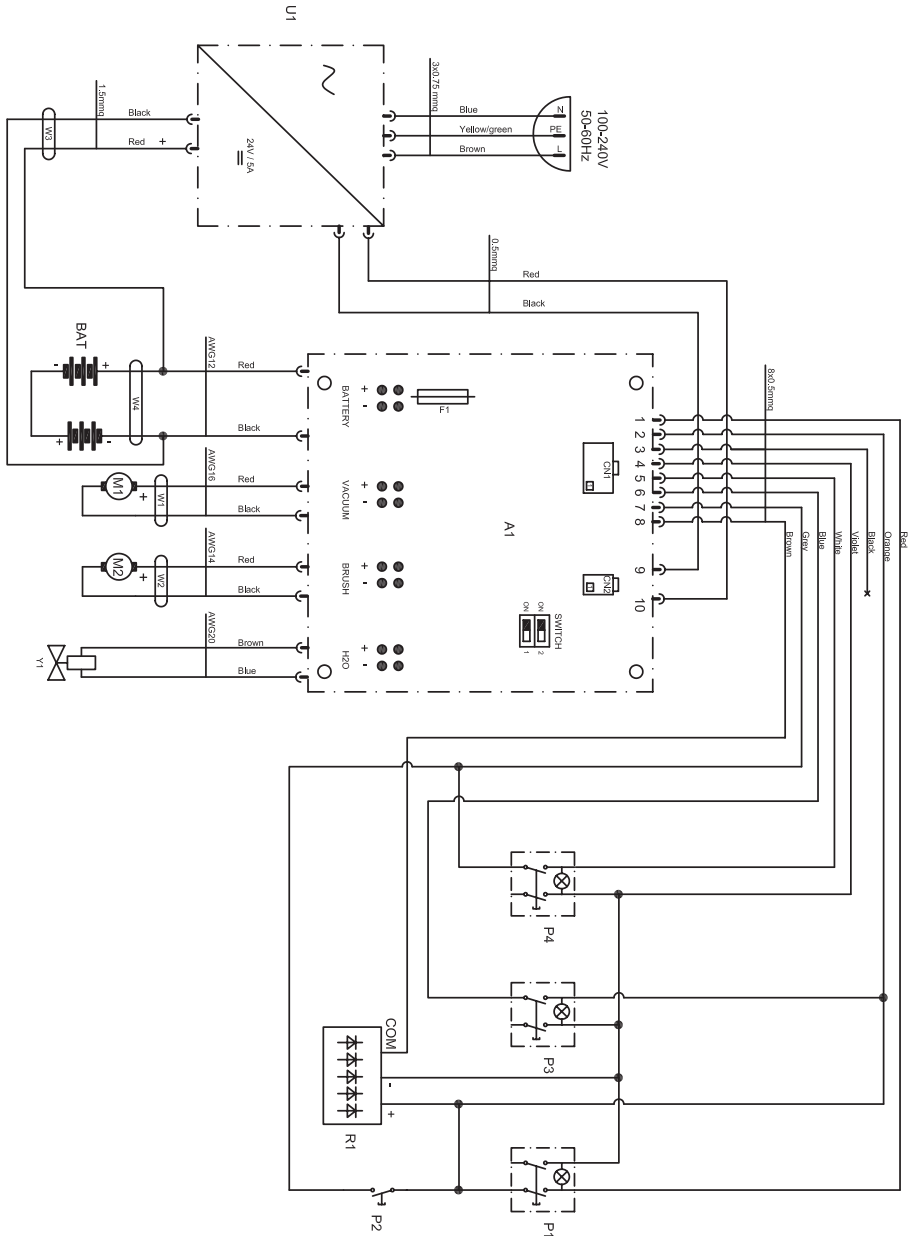 U1
1.5mmq
3x0.75 mmq
100-240V
50-60Hz
N
PE
L
Blue
Yellow/green
Brown
Black
Red +
W3
24V / 5A
0.5mmq
Red
Black
BAT
- +
+ -
W4
AWG12
Red
Black
AWG16
M1
+
W1
Red
Black
AWG14
M2
+
W2
Red
Black
AWG20
Y1
Brown
Blue
BATTERY
+
-
F1
VACUUM
+
-
BRUSH
+
-
H2O
+
-
A1
CN1
CN2
SWITCH
ON
ON
1
2
8x0.5mmq
1
2
3
4
5
6
7
8
9
10
Brown
Grey
Blue
White
Violet
Black
Orange
Red
P4
P3
COM
-
+
R1
P2
P1